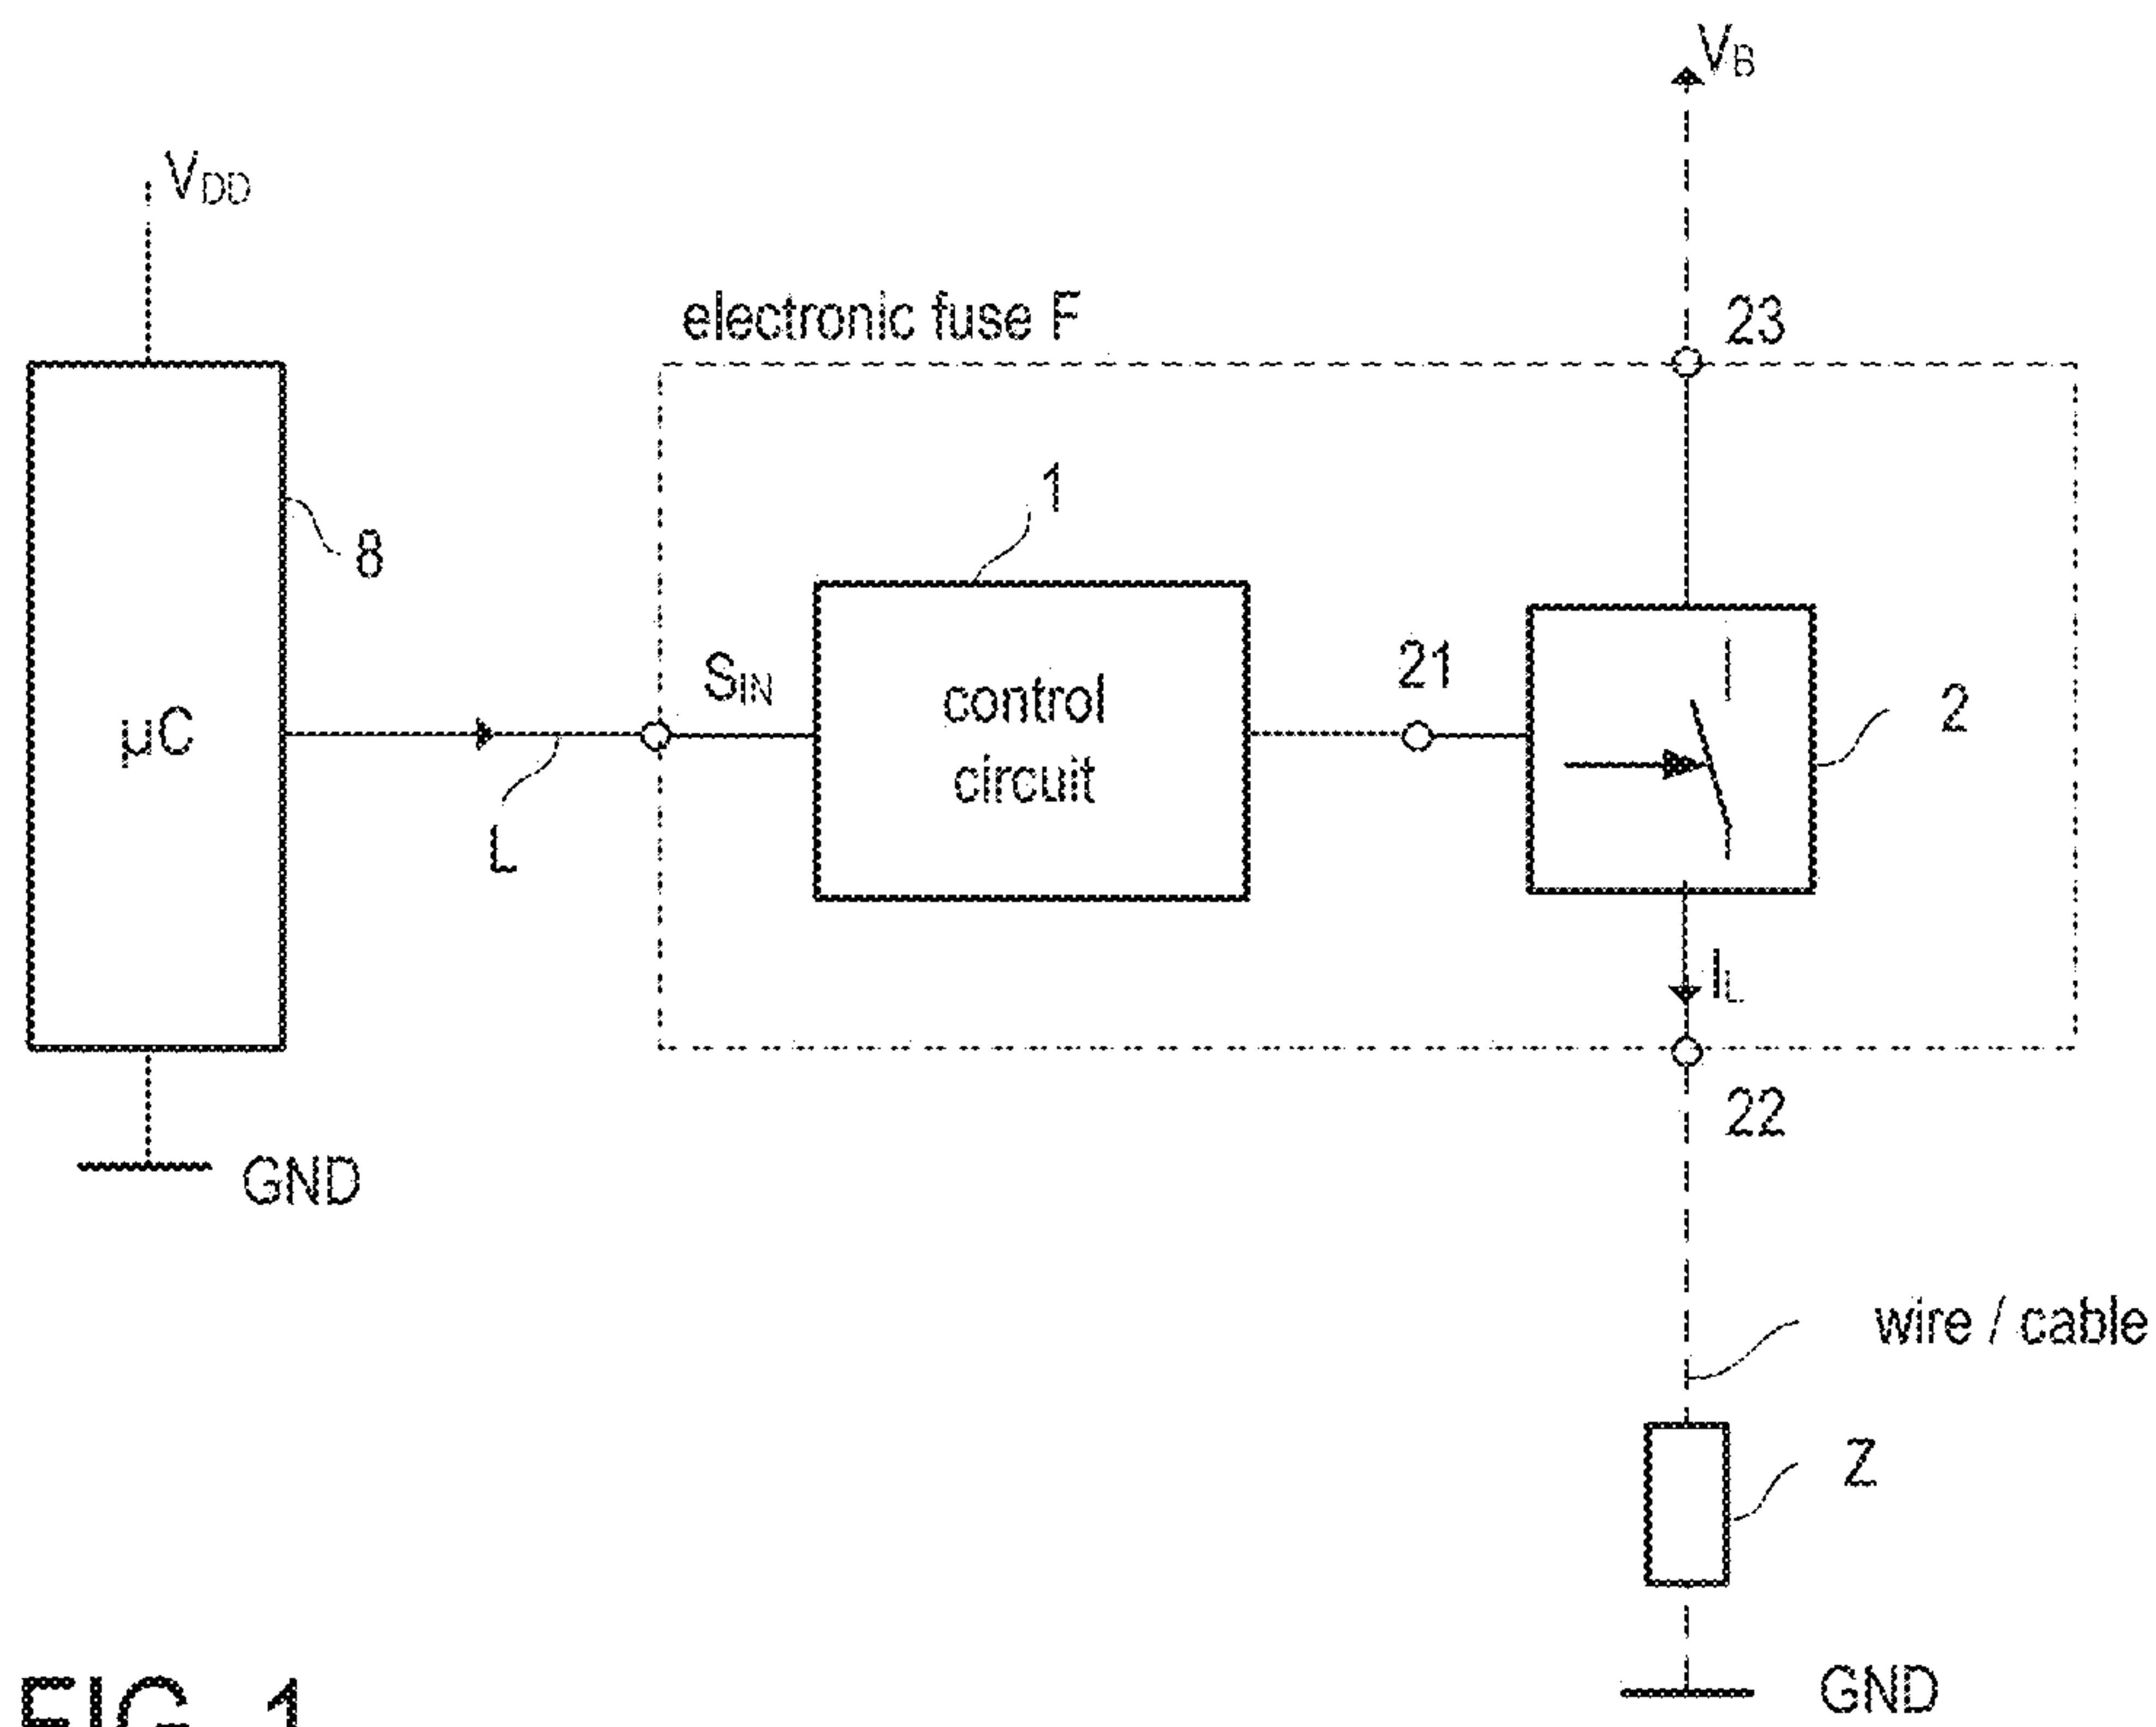 VB
VDD
electronic fuse F
23
1
8
SIN
21
control
circuit
2
µC
L
IL
22
GND
wire / cable
Z
GND
FIG. 1